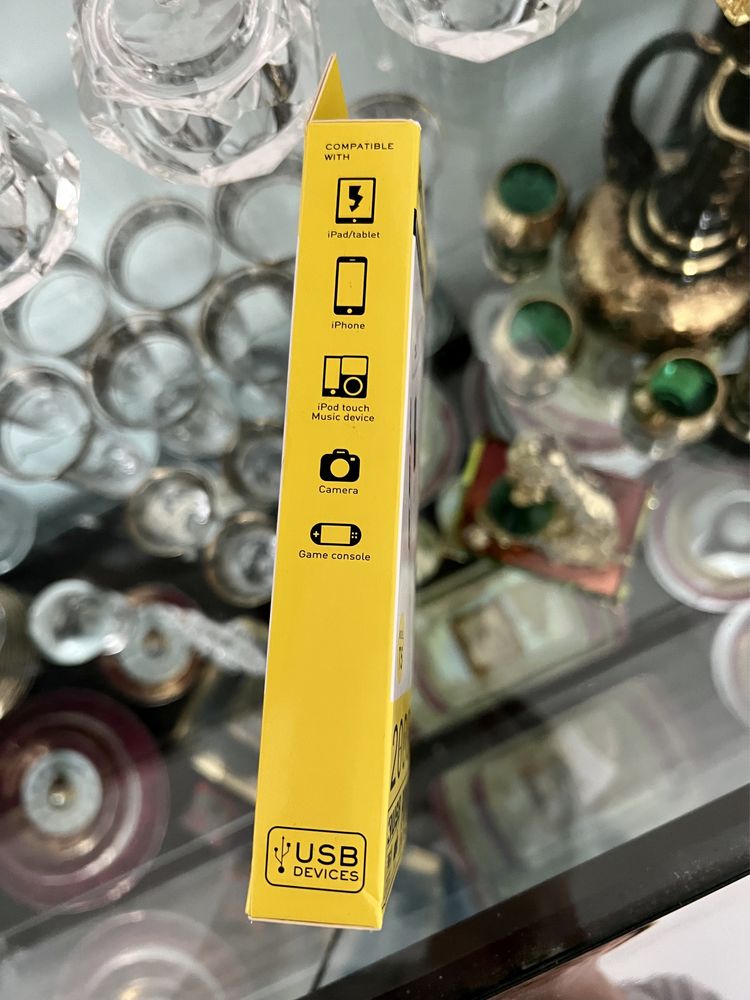 COMPATIBLE
WITH
iPad/tablet
iPhone
iPod touch
Music device
Camera
Game console
USB
DEVICES